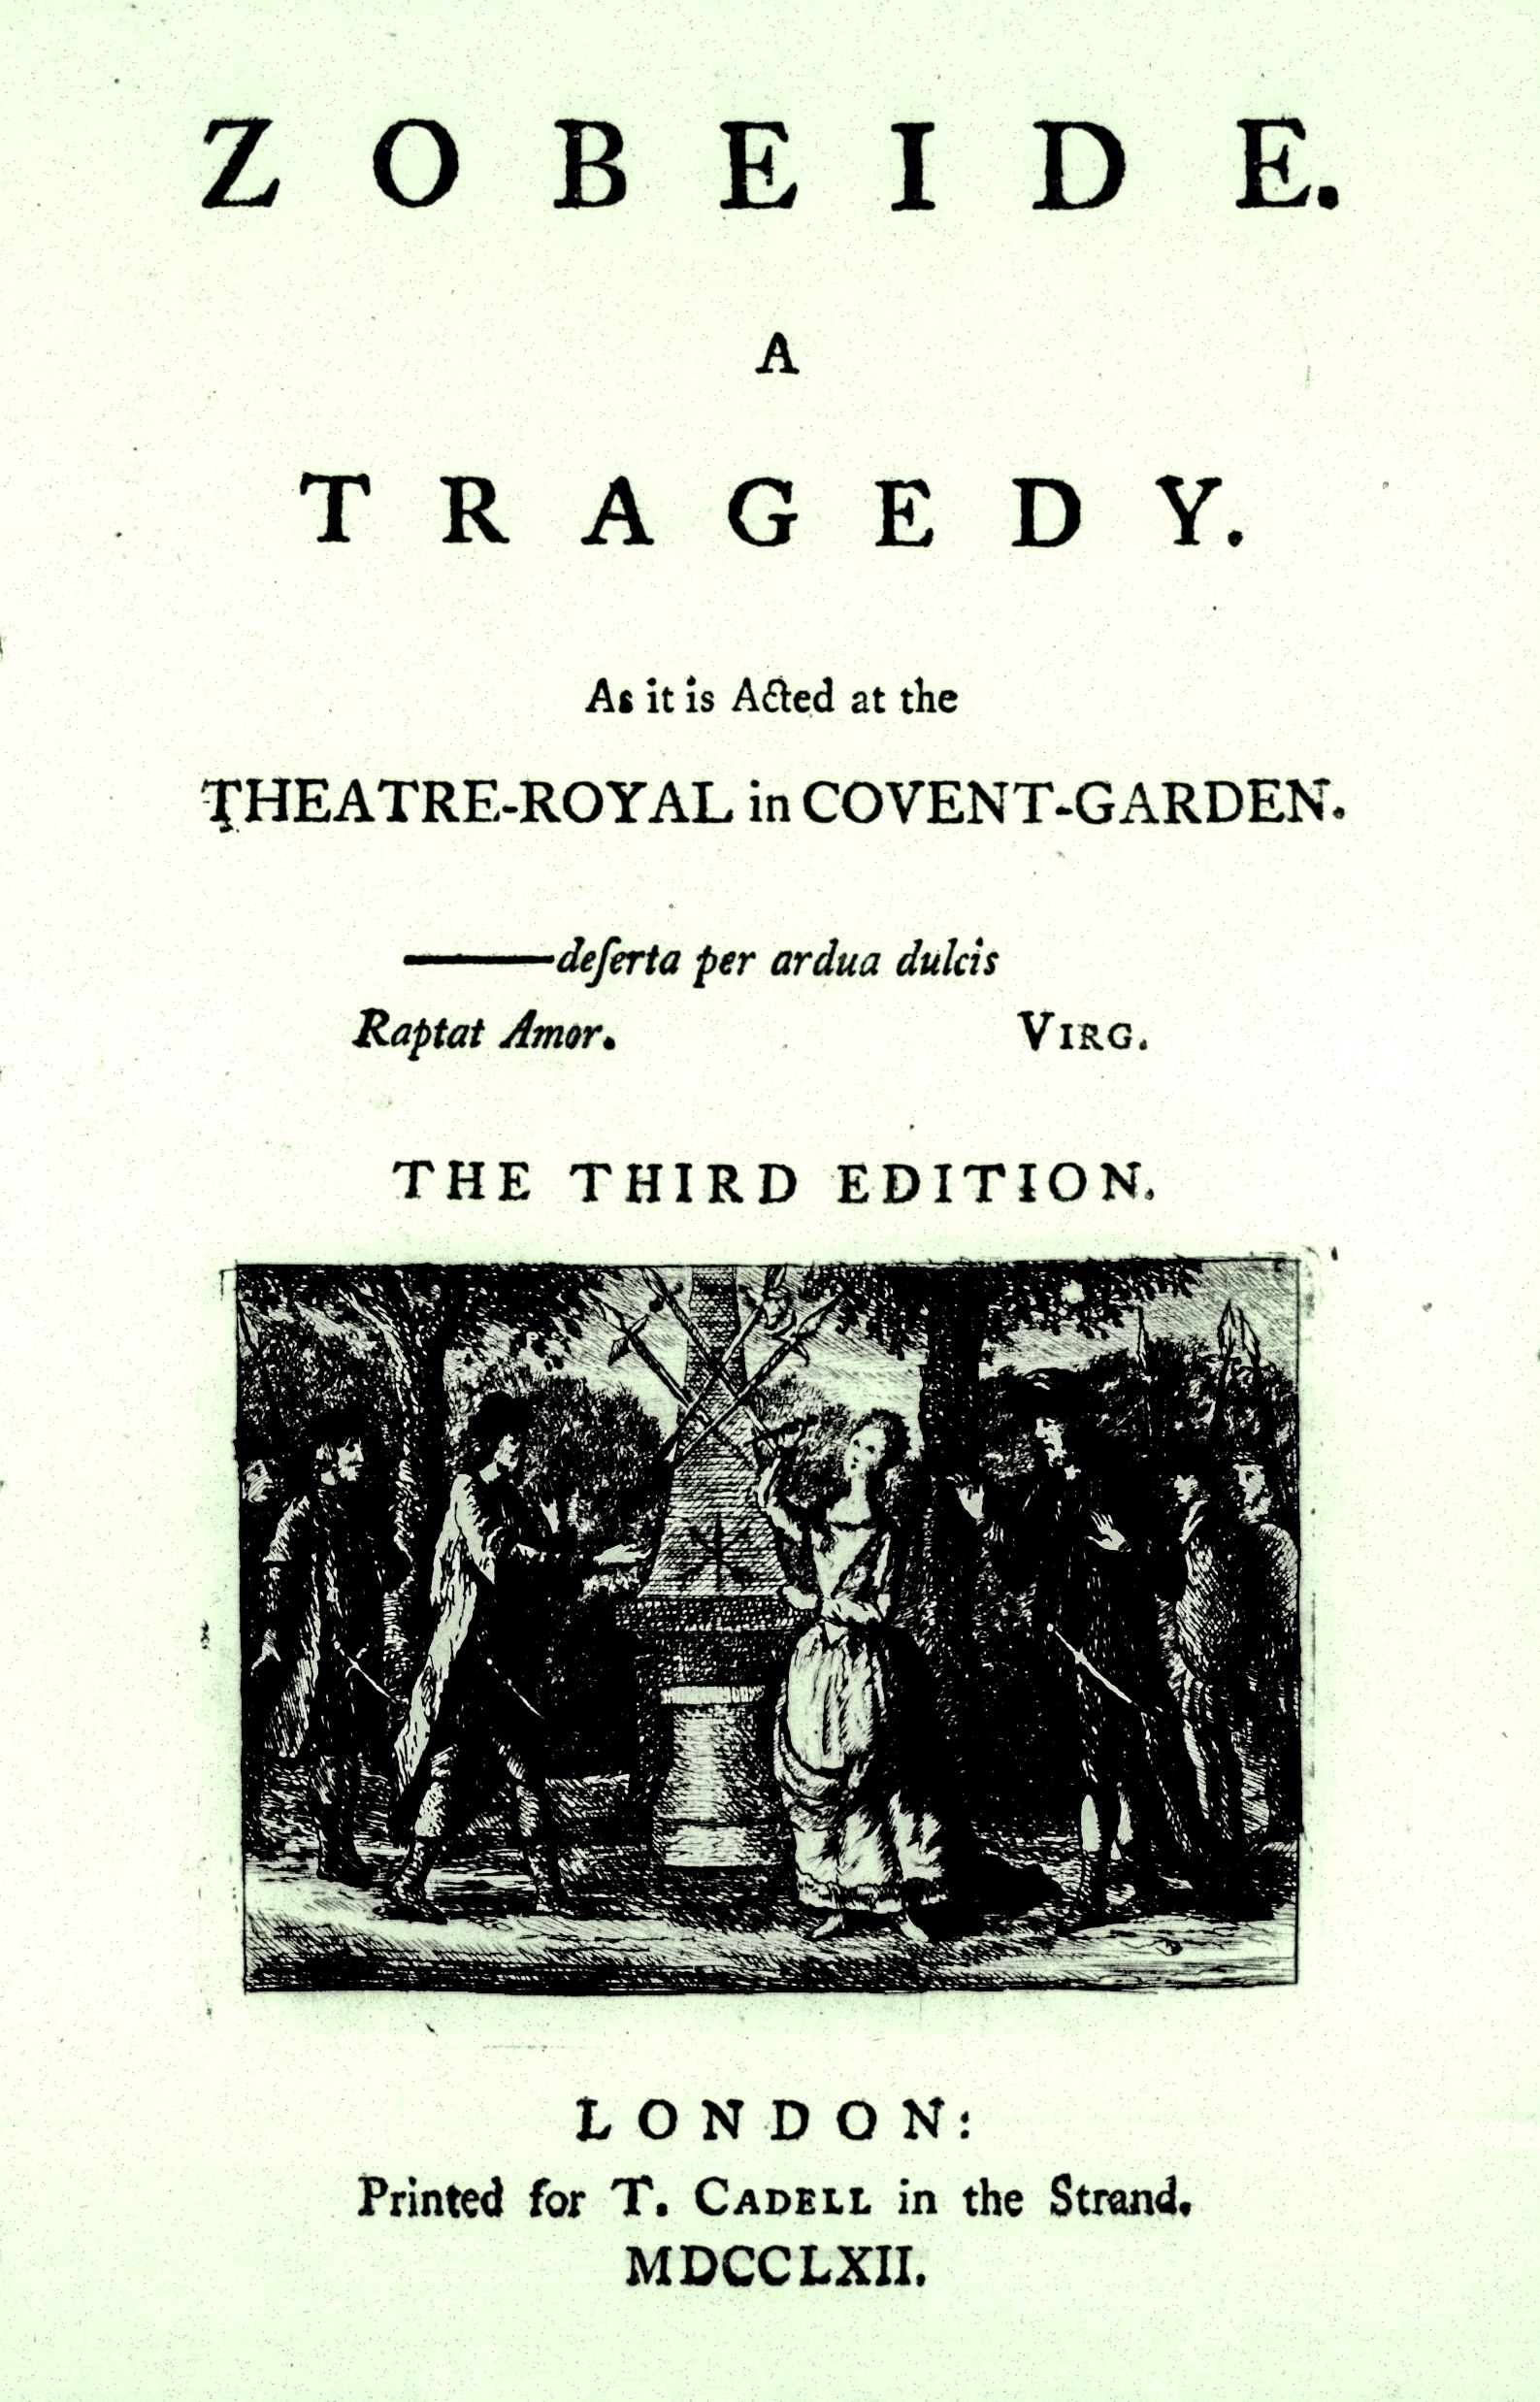 ZOBEIDE.
A
TRAGEDY.
As it is Acted at the
THEATRE-ROYAL in COVENT-GARDEN.
———deſerta per ardua dulcis
Raptat Amor. VIRG.
THE THIRD EDITION.
LONDON:
Printed for T. CADELL in the Strand.
MDCCLXII.